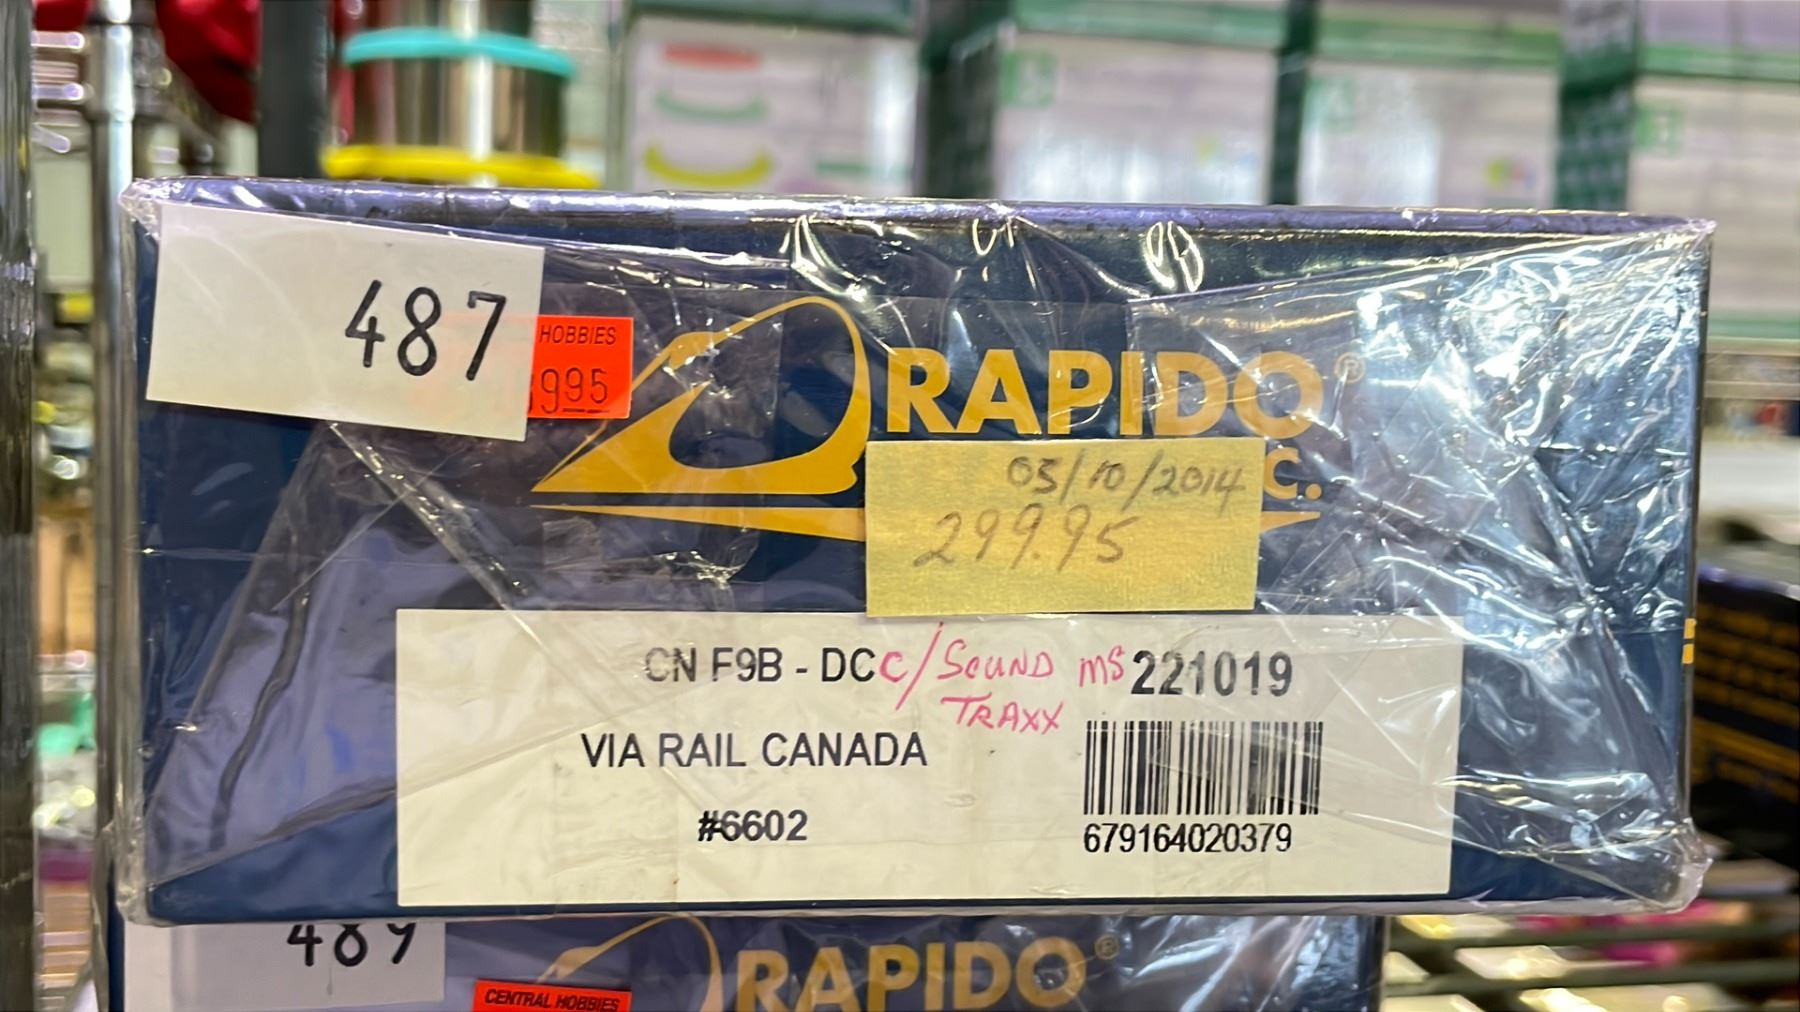 487
HOBBIES
995
RAPIDO®
C.
03/10/2014
299.95
CN F9B - DCC/SOUND MS 221019
TRAXX
VIA RAIL CANADA
#6602
679164020379
489
CENTRAL HOBBIES
RAPIDO®